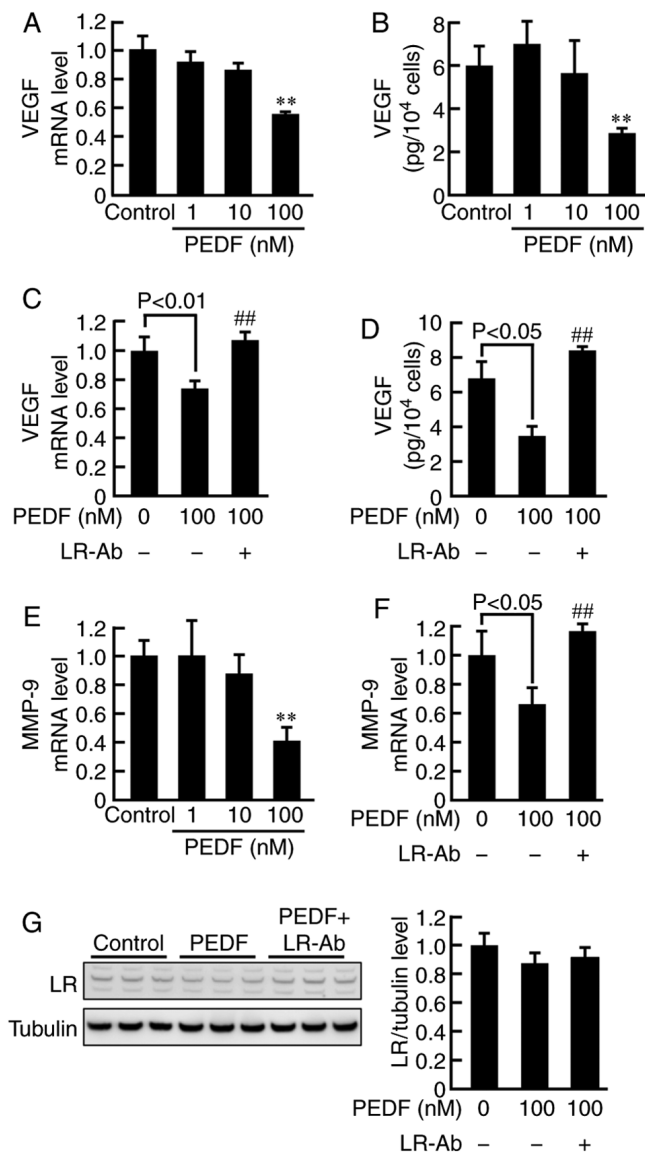 A
VEGF
mRNA level
1.2
1.0
0.8
0.6
0.4
0.2
0
**
Control 1 10 100
PEDF (nM)
B
VEGF
(pg/10⁴ cells)
8
6
4
2
0
**
Control 1 10 100
PEDF (nM)
C
VEGF
mRNA level
P<0.01
##
1.2
1.0
0.8
0.6
0.4
0.2
0
PEDF (nM) 0 100 100
LR-Ab – – +
D
VEGF
(pg/10⁴ cells)
P<0.05
##
10
8
6
4
2
0
PEDF (nM) 0 100 100
LR-Ab – – +
E
MMP-9
mRNA level
1.2
1.0
0.8
0.6
0.4
0.2
0
**
Control 1 10 100
PEDF (nM)
F
MMP-9
mRNA level
P<0.05
##
1.2
1.0
0.8
0.6
0.4
0.2
0
PEDF (nM) 0 100 100
LR-Ab – – +
G
Control PEDF PEDF+
LR-Ab
LR
Tubulin
LR/tubulin level
1.2
1.0
0.8
0.6
0.4
0.2
0
PEDF (nM) 0 100 100
LR-Ab – – +